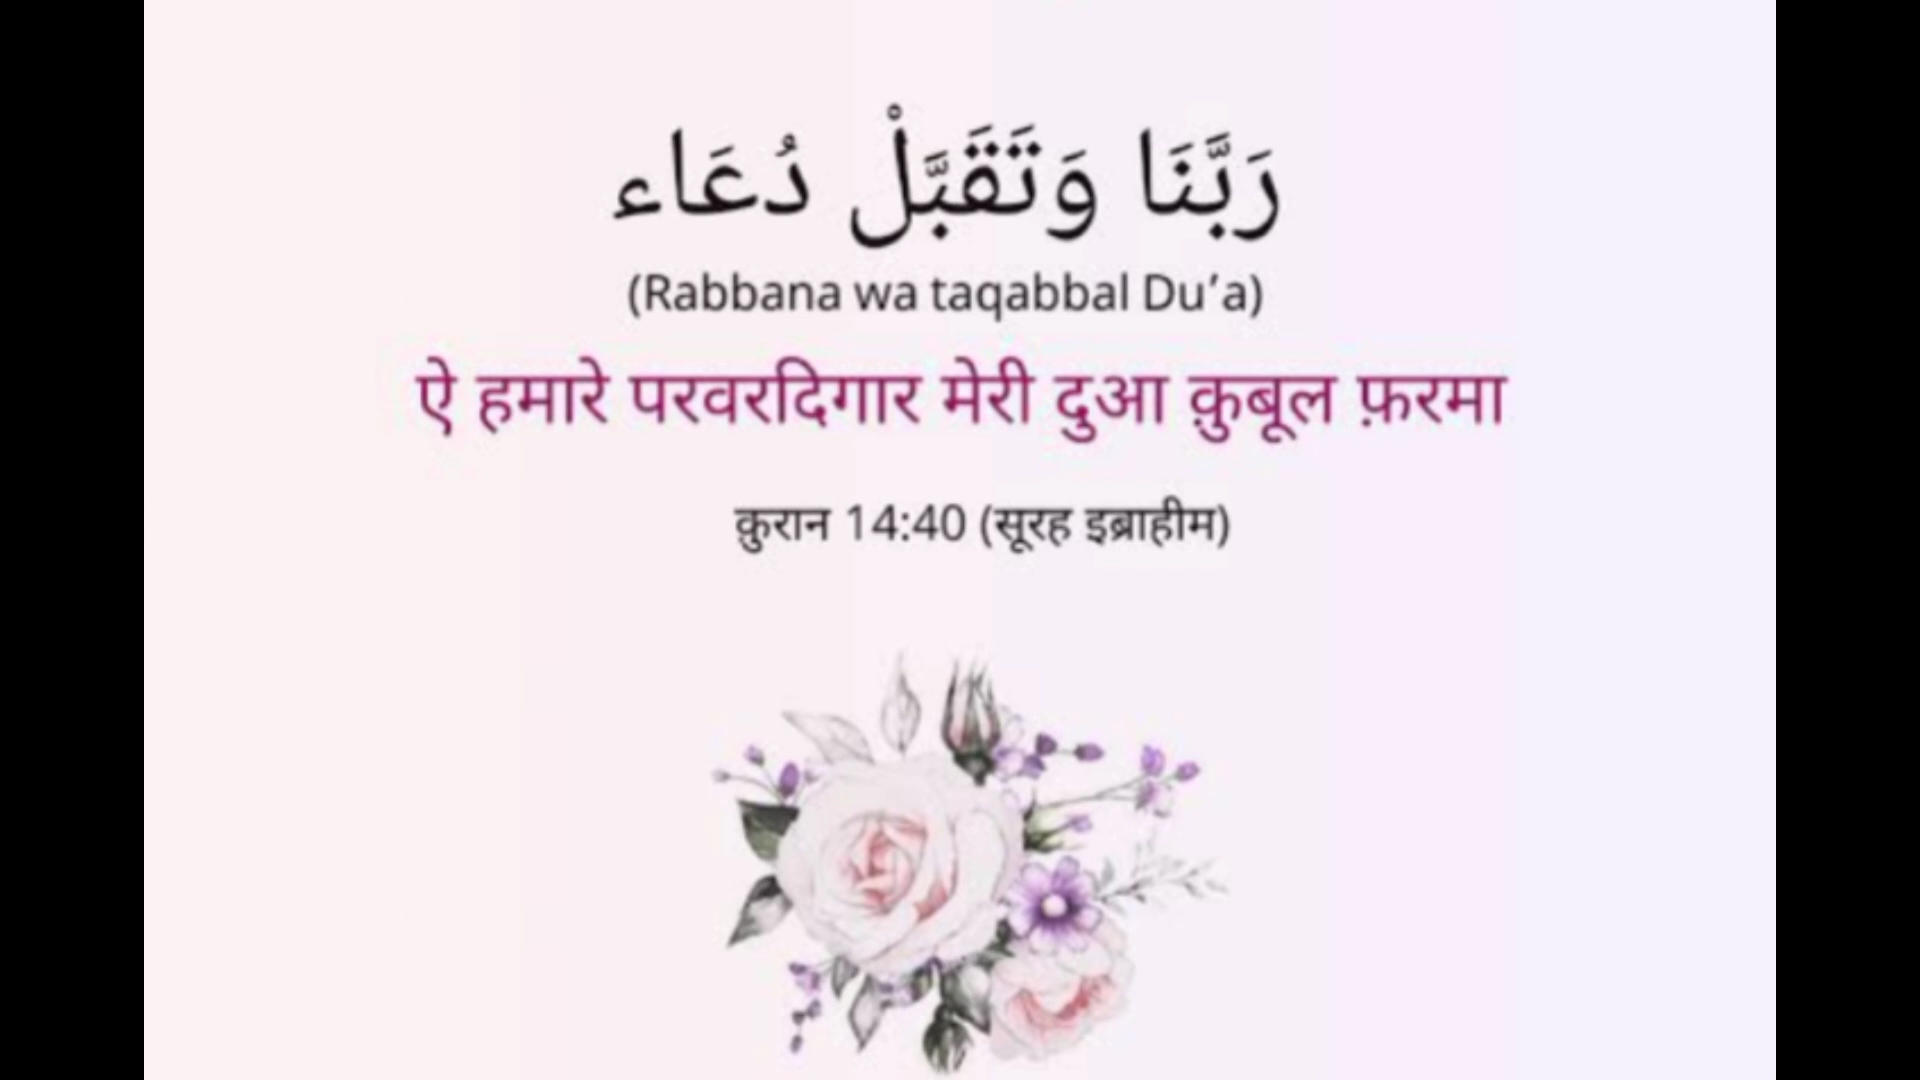 رَبَّنَا وَتَقَبَّلْ دُعَاء
(Rabbana wa taqabbal Du’a)
ऐ हमारे परवरदिगार मेरी दुआ क़ुबूल फ़रमा
क़ुरान 14:40 (सूरह इब्राहीम)